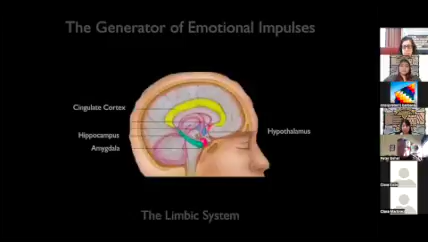 The Generator of Emotional Impulses
Cingulate Cortex
Hippocampus
Amygdala
Hypothalamus
The Limbic System